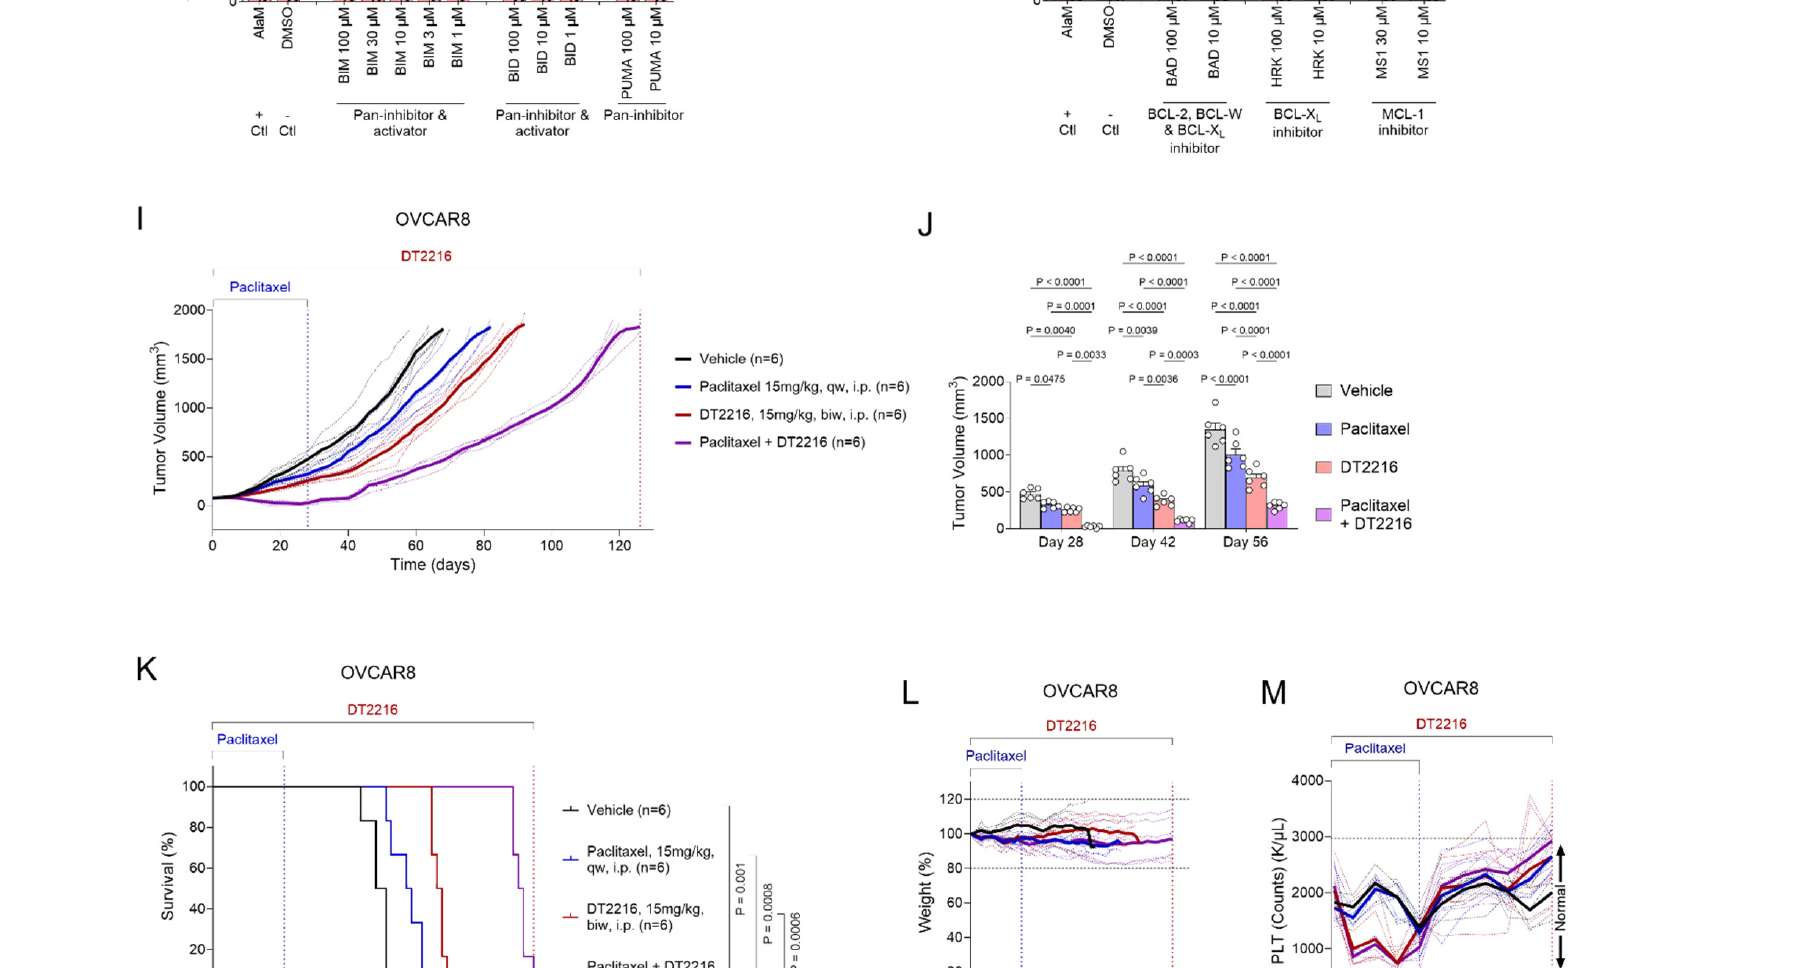 0
AlaM
DMSO
BIM 100 µM
BIM 30 µM
BIM 10 µM
BIM 3 µM
BIM 1 µM
BID 100 µM
BID 10 µM
BID 1 µM
PUMA 100 µM
PUMA 10 µM
+
Ctl
-
Ctl
Pan-inhibitor &
activator
Pan-inhibitor &
activator
Pan-inhibitor
AlaM
DMSO
BAD 100 µM
BAD 10 µM
HRK 100 µM
HRK 10 µM
MS1 30 µM
MS1 10 µM
+
Ctl
-
Ctl
BCL-2, BCL-W
& BCL-XL
inhibitor
BCL-XL
inhibitor
MCL-1
inhibitor
I
OVCAR8
DT2216
Paclitaxel
Tumor Volume (mm3)
2000
1500
1000
500
0
0 20 40 60 80 100 120
Time (days)
Vehicle (n=6)
Paclitaxel 15mg/kg, qw, i.p. (n=6)
DT2216, 15mg/kg, biw, i.p. (n=6)
Paclitaxel + DT2216 (n=6)
J
P < 0.0001 P < 0.0001
P < 0.0001 P < 0.0001 P < 0.0001
P = 0.0001 P < 0.0001 P < 0.0001
P = 0.0040 P = 0.0039 P < 0.0001
P = 0.0033 P = 0.0003 P < 0.0001
P = 0.0475 P = 0.0036 P < 0.0001
Tumor Volume (mm3)
2000
1500
1000
500
0
Day 28 Day 42 Day 56
Vehicle
Paclitaxel
DT2216
Paclitaxel
+ DT2216
K
OVCAR8
DT2216
Paclitaxel
Survival (%)
100
80
60
40
20
Vehicle (n=6)
Paclitaxel, 15mg/kg,
qw, i.p. (n=6)
DT2216, 15mg/kg,
biw, i.p. (n=6)
Paclitaxel + DT2216
P = 0.001
P = 0.0008
= 0.0006
L
OVCAR8
DT2216
Paclitaxel
Weight (%)
120
100
80
60
40
M
OVCAR8
DT2216
Paclitaxel
PLT (Counts) (K/µL)
4000
3000
2000
1000
Normal